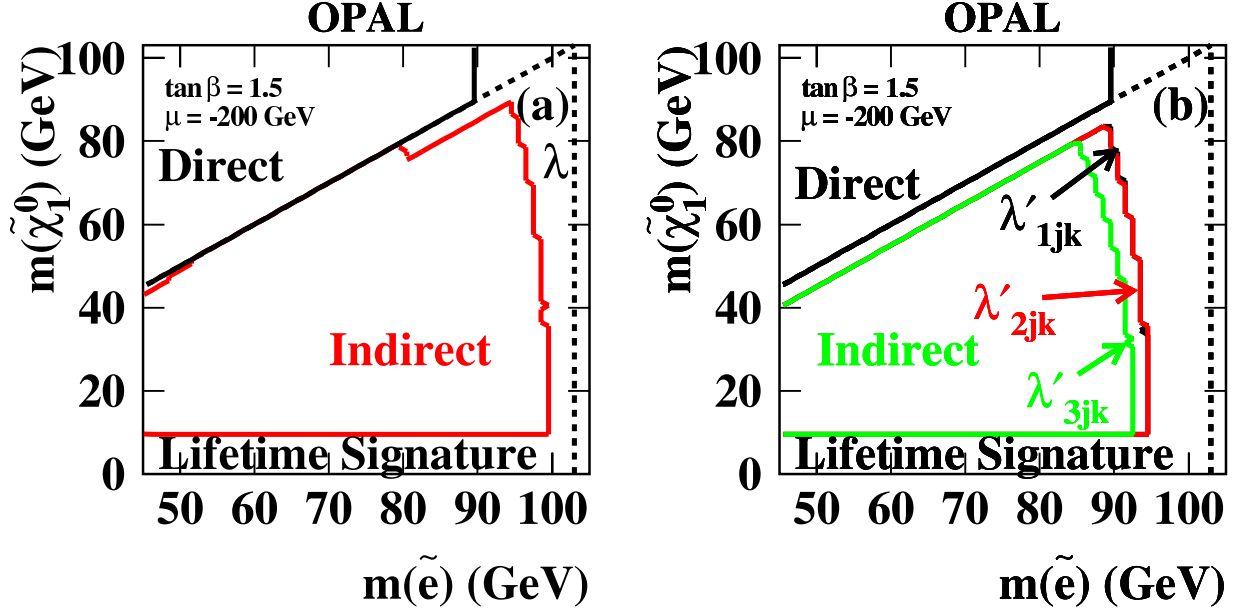 OPAL
m(χ̃⁰₁) (GeV)
100
80
60
40
20
0
tan β = 1.5
μ = -200 GeV
(a)
λ
Direct
Indirect
Lifetime Signature
50 60 70 80 90 100
m(ẽ) (GeV)
OPAL
m(χ̃⁰₁) (GeV)
100
80
60
40
20
0
tan β = 1.5
μ = -200 GeV
(b)
Direct
λ′1jk
λ′2jk
Indirect
λ′3jk
Lifetime Signature
50 60 70 80 90 100
m(ẽ) (GeV)